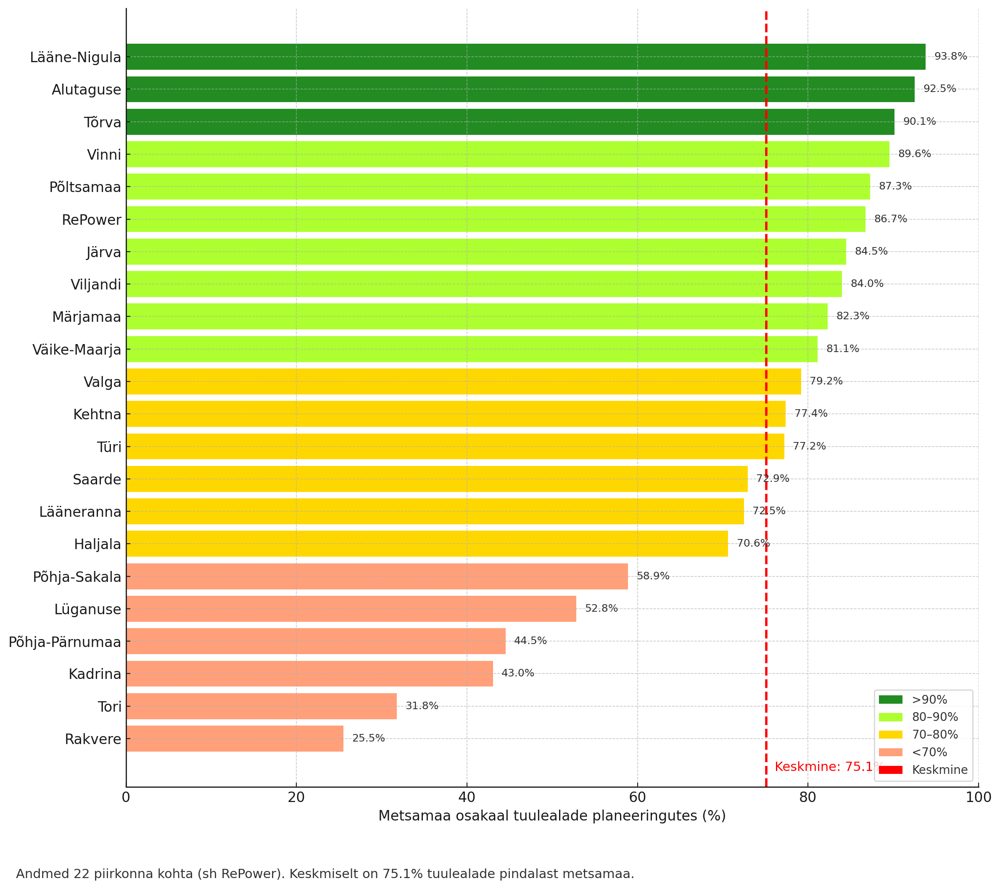 Lääne-Nigula 93.8%
Alutaguse 92.5%
Tõrva 90.1%
Vinni 89.6%
Põltsamaa 87.3%
RePower 86.7%
Järva 84.5%
Viljandi 84.0%
Märjamaa 82.3%
Väike-Maarja 81.1%
Valga 79.2%
Kehtna 77.4%
Türi 77.2%
Saarde 72.9%
Lääneranna 72.5%
Haljala 70.6%
Põhja-Sakala 58.9%
Lüganuse 52.8%
Põhja-Pärnumaa 44.5%
Kadrina 43.0%
Tori 31.8%
Rakvere 25.5%
>90%
80–90%
70–80%
<70%
Keskmine
Keskmine: 75.1%
0 20 40 60 80 100
Metsamaa osakaal tuulealade planeeringutes (%)
Andmed 22 piirkonna kohta (sh RePower). Keskmiselt on 75.1% tuulealade pindalast metsamaa.